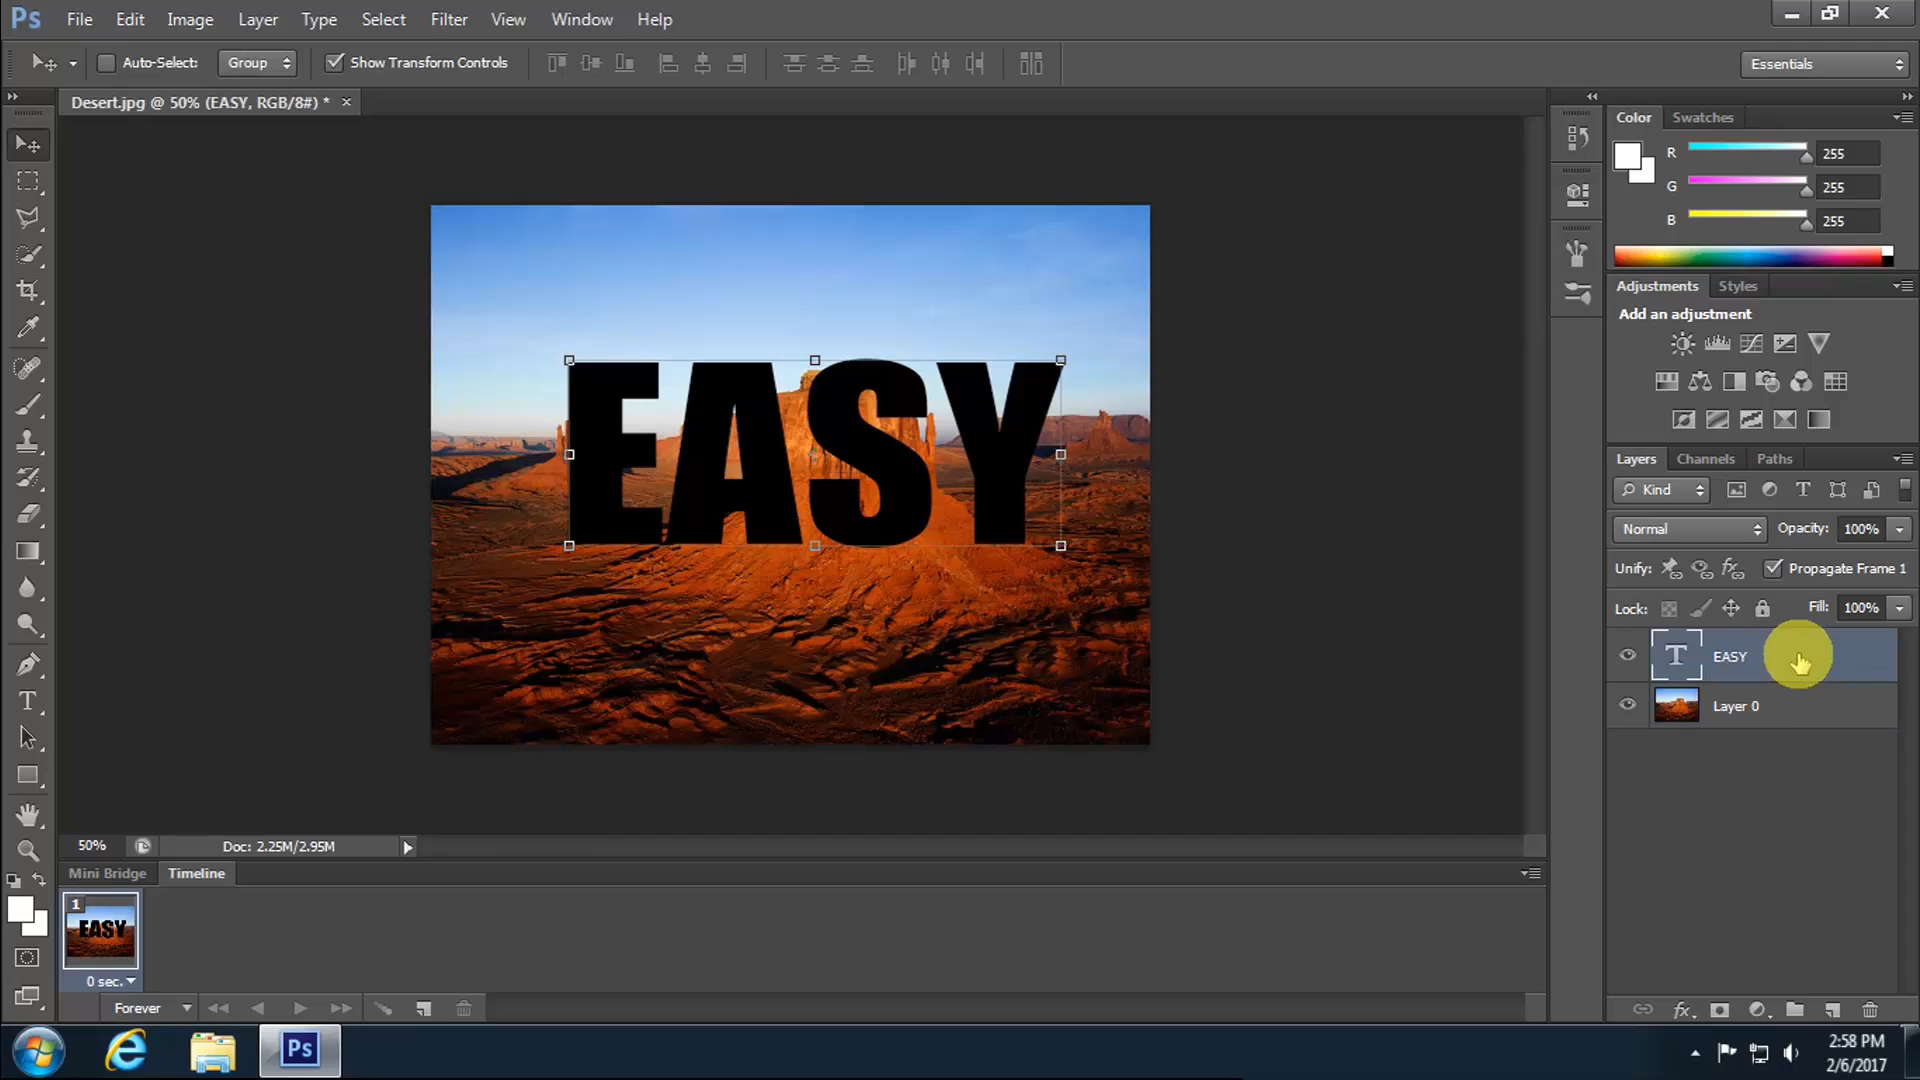 Ps File Edit Image Layer Type Select Filter View Window Help
Auto-Select: Group Show Transform Controls Essentials
Desert.jpg @ 50% (EASY, RGB/8#) * ×
Color Swatches
R 255
G 255
B 255
Adjustments Styles
Add an adjustment
EASY
Layers Channels Paths
Kind
Normal Opacity: 100%
Unify: Propagate Frame 1
Lock: Fill: 100%
T EASY
Layer 0
50% Doc: 2.25M/2.95M
Mini Bridge Timeline
1
EASY
0 sec.
Forever
Ps
2:58 PM
2/6/2017